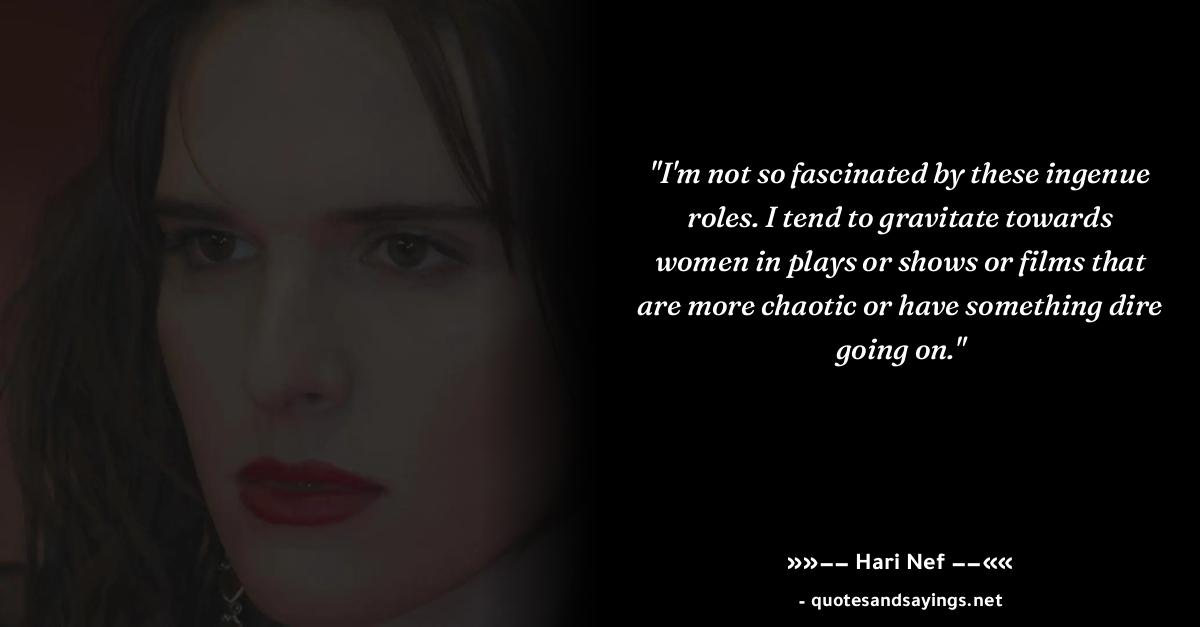 "I'm not so fascinated by these ingenue
roles. I tend to gravitate towards
women in plays or shows or films that
are more chaotic or have something dire
going on."
»»−− Hari Nef −−««
- quotesandsayings.net